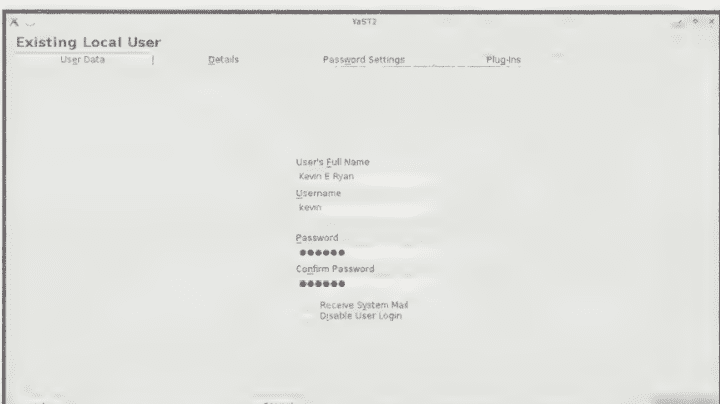 YaST2
Existing Local User
User Data Details Password Settings Plug-Ins
User's Full Name
Kevin E Ryan
Username
kevin
Password
●●●●●●
Confirm Password
●●●●●●
Receive System Mail
Disable User Login